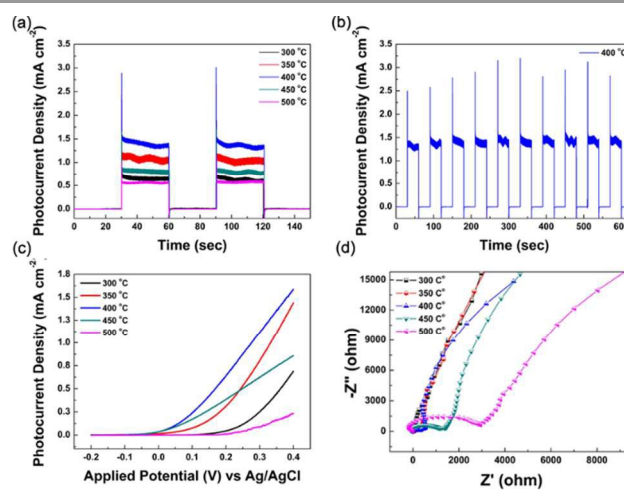 (a)
Photocurrent Density (mA cm-2)
3.5
3.0
2.5
2.0
1.5
1.0
0.5
0.0
300 °C
350 °C
400 °C
450 °C
500 °C
0 20 40 60 80 100 120 140
Time (sec)
(b)
Photocurrent Density (mA cm-2)
3.5
3.0
2.5
2.0
1.5
1.0
0.5
0.0
400 °C
0 100 200 300 400 500 600
Time (sec)
(c)
Photocurrent Density (mA cm-2
1.8
1.5
1.3
1.0
0.8
0.5
0.3
0.0
300 °C
350 °C
400 °C
450 °C
500 °C
-0.2 -0.1 0.0 0.1 0.2 0.3 0.4
Applied Potential (V) vs Ag/AgCl
(d)
-Z'' (ohm)
15000
12000
9000
6000
3000
0
300 C°
350 C°
400 C°
450 C°
500 C°
0 2000 4000 6000 8000
Z' (ohm)